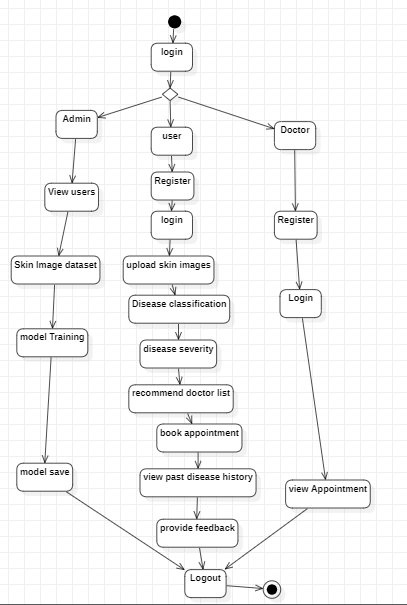 login
Admin
user
Doctor
View users
Register
Register
login
Skin Image dataset
upload skin images
Disease classification
Login
model Training
disease severity
recommend doctor list
book appointment
model save
view past disease history
view Appointment
provide feedback
Logout